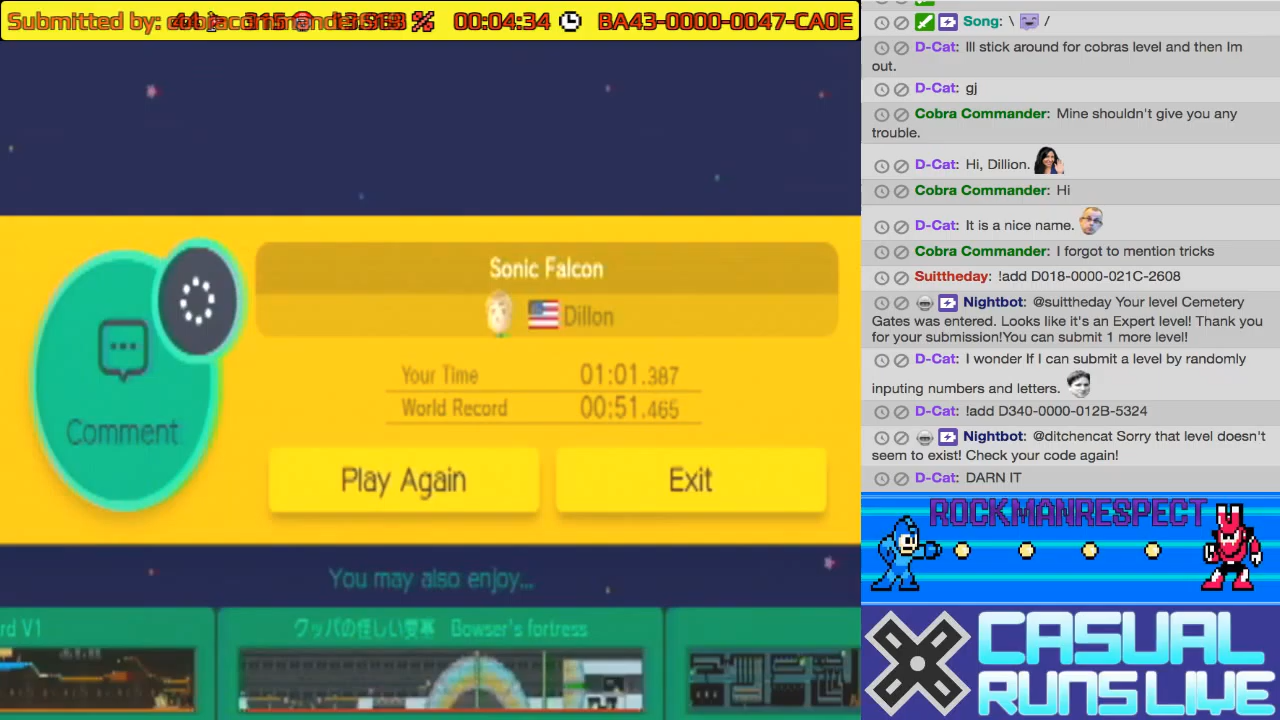 Submitted by:
00:04:34
BA43-0000-0047-CA0E
Sonic Falcon
Dillon
Your Time 01:01.387
World Record 00:51.465
Comment
Play Again
Exit
You may also enjoy...
rd V1
クッパの怪しい要塞 Bowser's fortress
Song: \ /
D-Cat: Ill stick around for cobras level and then Im
out.
D-Cat: gj
Cobra Commander: Mine shouldn't give you any
trouble.
D-Cat: Hi, Dillion.
Cobra Commander: Hi
D-Cat: It is a nice name.
Cobra Commander: I forgot to mention tricks
Suittheday: !add D018-0000-021C-2608
Nightbot: @suittheday Your level Cemetery
Gates was entered. Looks like it's an Expert level! Thank you
for your submission!You can submit 1 more level!
D-Cat: I wonder If I can submit a level by randomly
inputing numbers and letters.
D-Cat: !add D340-0000-012B-5324
Nightbot: @ditchencat Sorry that level doesn't
seem to exist! Check your code again!
D-Cat: DARN IT
ROCKMANRESPECT
CASUAL
RUNS LIVE